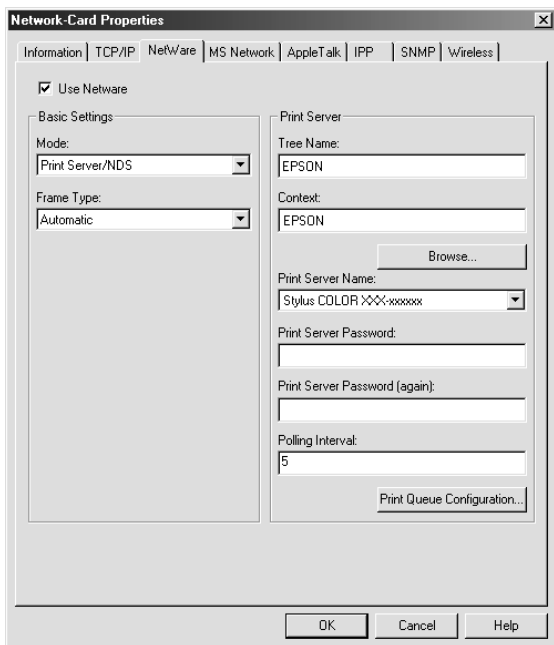 Network-Card Properties
Information TCP/IP NetWare MS Network AppleTalk IPP SNMP Wireless
Use Netware
Basic Settings
Mode:
Print Server/NDS
Frame Type:
Automatic
Print Server
Tree Name:
EPSON
Context:
EPSON
Browse...
Print Server Name:
Stylus COLOR XXX-xxxxxx
Print Server Password:
Print Server Password (again):
Polling Interval:
5
Print Queue Configuration...
OK Cancel Help